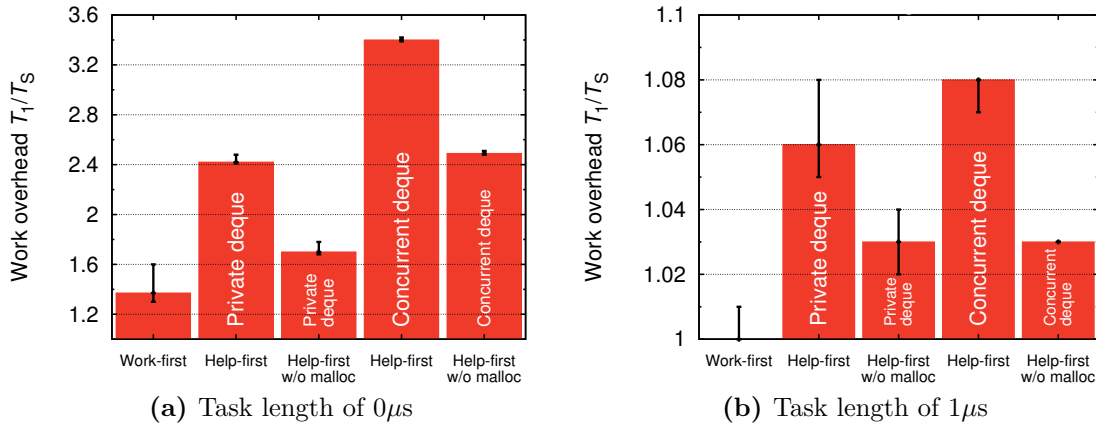 Work overhead T1/TS
3.6
3.2
2.8
2.4
2
1.6
1.2
Private deque
Private
deque
Concurrent deque
Concurrent deque
Work-first
Help-first
Help-first
w/o malloc
Help-first
Help-first
w/o malloc
(a) Task length of 0μs
Work overhead T1/TS
1.1
1.08
1.06
1.04
1.02
1
Private deque
Private
deque
Concurrent deque
Concurrent
deque
Work-first
Help-first
Help-first
w/o malloc
Help-first
Help-first
w/o malloc
(b) Task length of 1μs